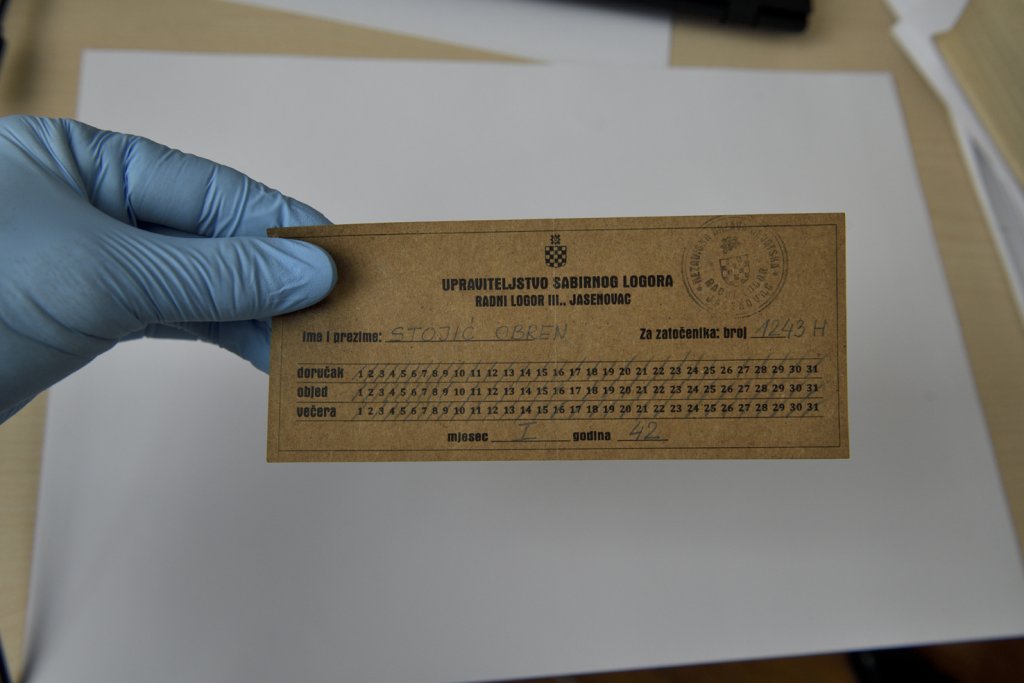 UPRAVITELJSTVO SABIRNOG LOGORA
RADNI LOGOR III., JASENOVAC
Ime i prezime: STOJIĆ OBREN Za zatočenika: broj 1243 H
doručak 1 2 3 4 5 6 7 8 9 10 11 12 13 14 15 16 17 18 19 20 21 22 23 24 25 26 27 28 29 30 31
objed 1 2 3 4 5 6 7 8 9 10 11 12 13 14 15 16 17 18 19 20 21 22 23 24 25 26 27 28 29 30 31
večera 1 2 3 4 5 6 7 8 9 10 11 12 13 14 15 16 17 18 19 20 21 22 23 24 25 26 27 28 29 30 31
mjesec I godina 42